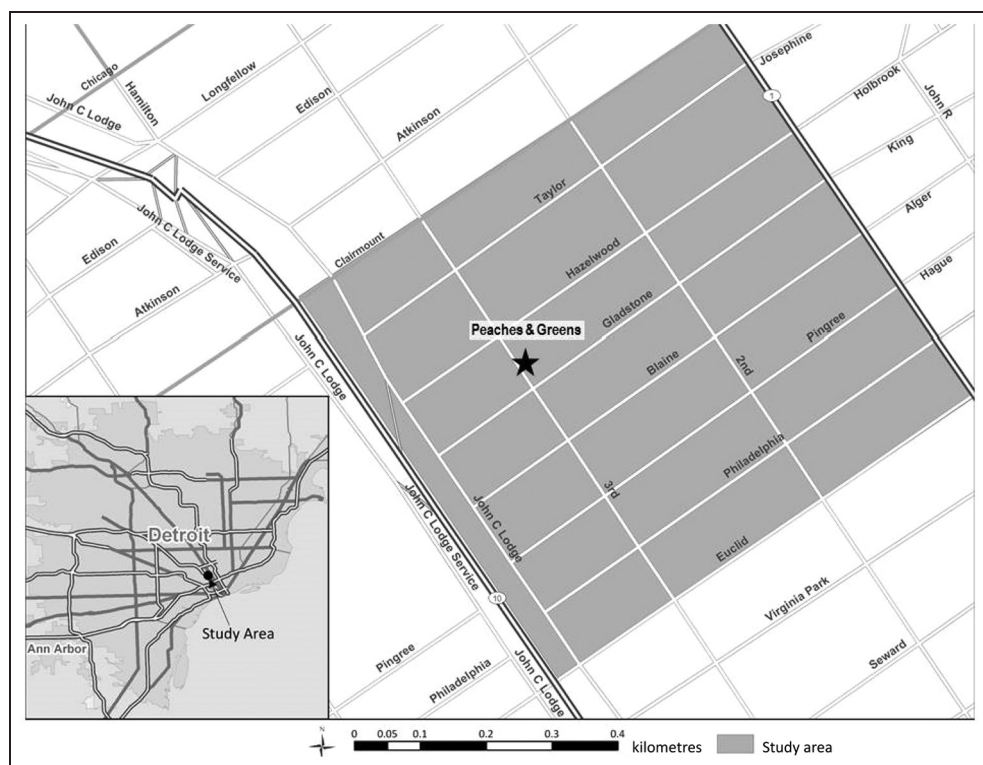 Chicago
Hamilton
Longfellow
Edison
Atkinson
Josephine
Holbrook
John R
King
Alger
Hague
7
John C Lodge
John C Lodge Service
Edison
Atkinson
Clairmount
Taylor
Hazelwood
Gladstone
Peaches & Greens
Blaine
2nd
Pingree
John C Lodge
3rd
Philadelphia
John C Lodge
John C Lodge Service
Euclid
10
Virginia Park
Seward
Pingree
Philadelphia
John C Lodge
Detroit
Study Area
Ann Arbor
N
0 0.05 0.1 0.2 0.3 0.4
kilometres
Study area